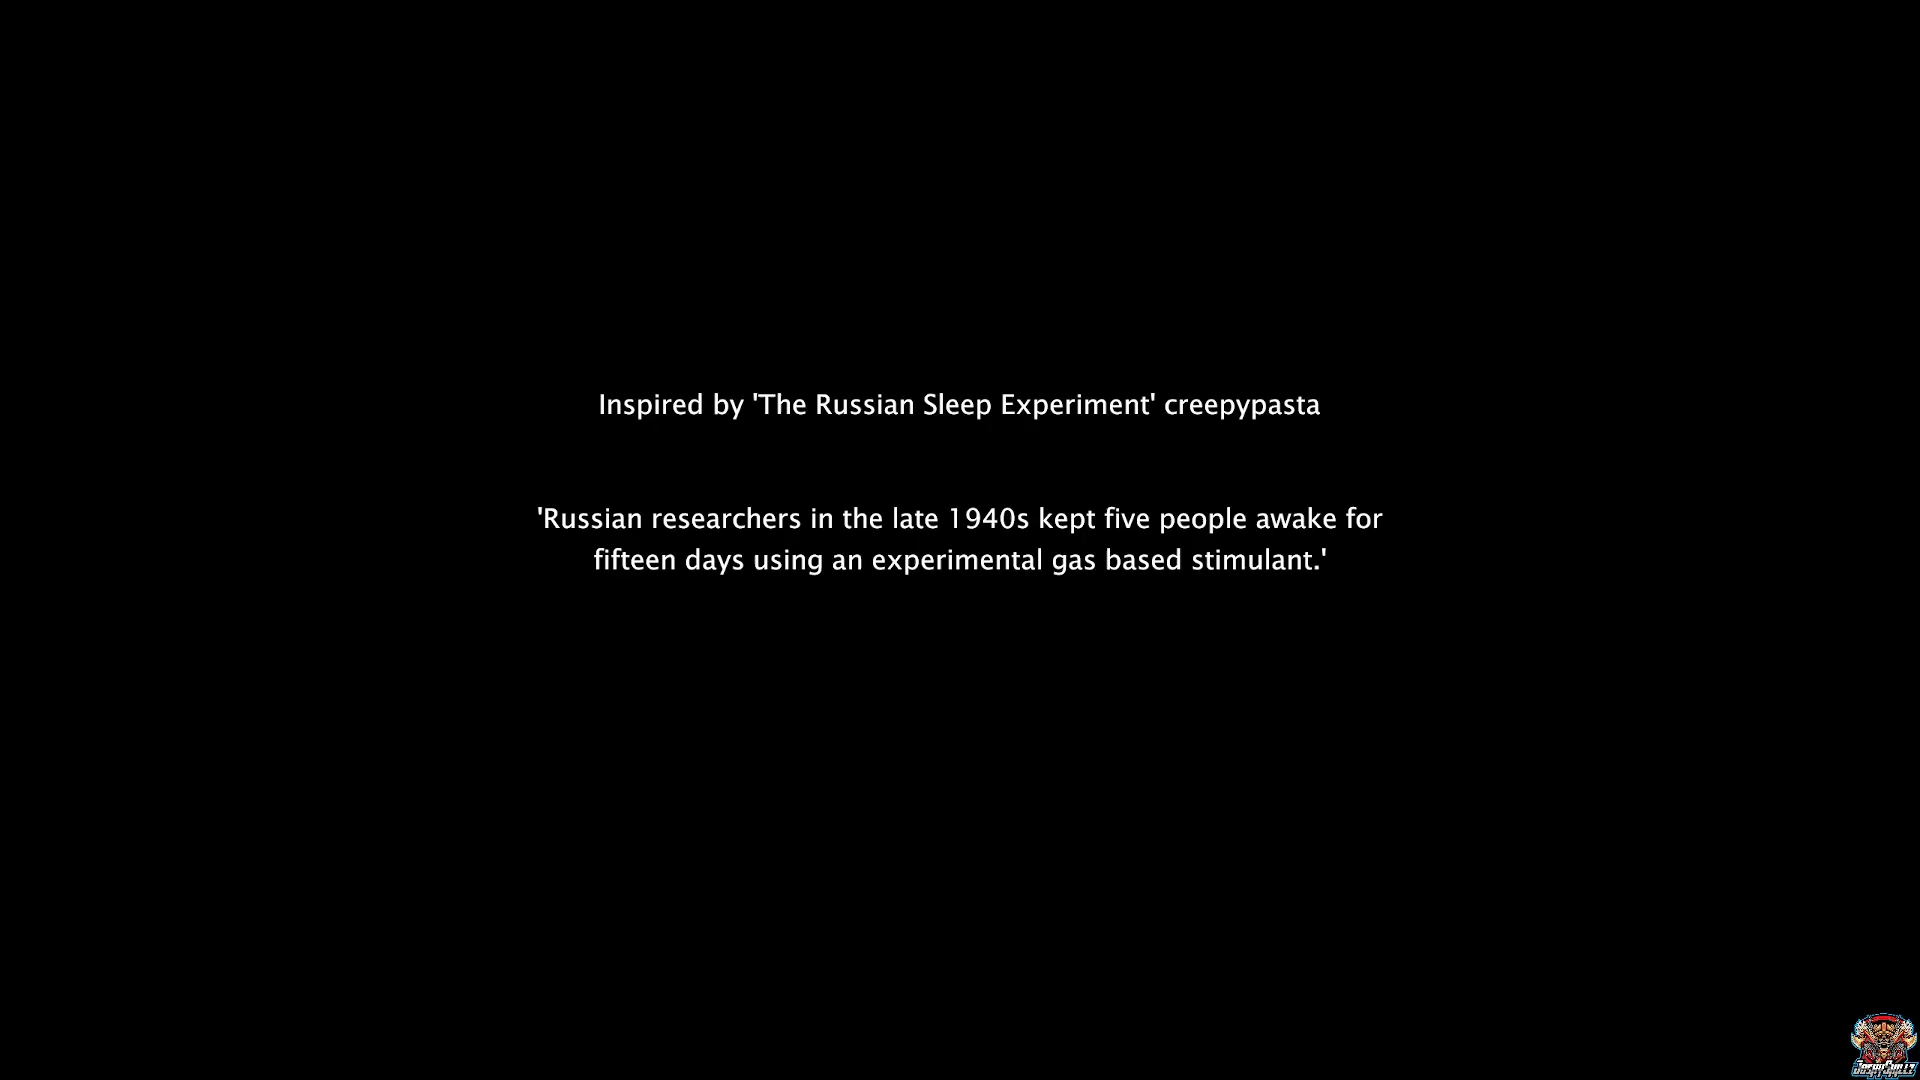 Inspired by 'The Russian Sleep Experiment' creepypasta
'Russian researchers in the late 1940s kept five people awake for
fifteen days using an experimental gas based stimulant.'